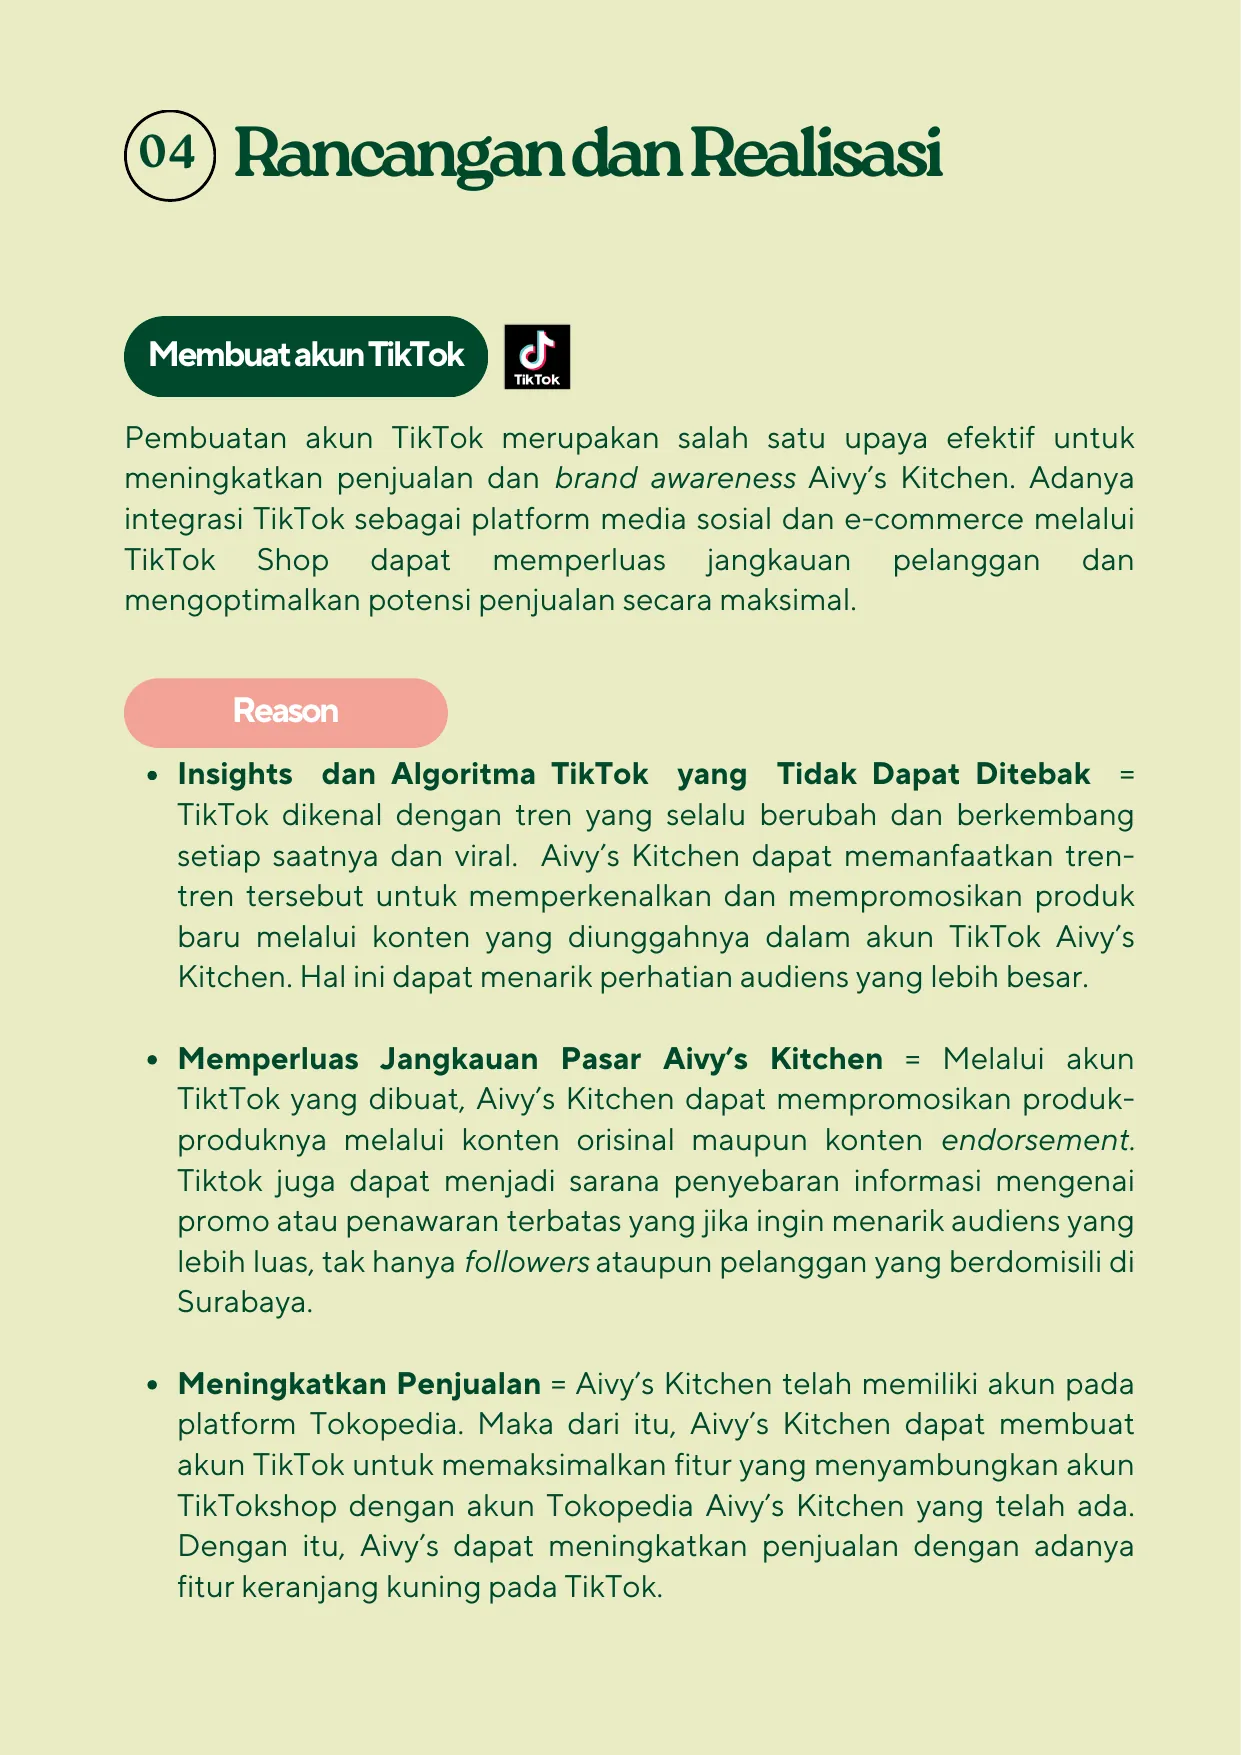 04 Rancangan dan Realisasi
Membuat akun TikTok
TikTok
Pembuatan akun TikTok merupakan salah satu upaya efektif untuk
meningkatkan penjualan dan brand awareness Aivy’s Kitchen. Adanya
integrasi TikTok sebagai platform media sosial dan e-commerce melalui
TikTok Shop dapat memperluas jangkauan pelanggan dan
mengoptimalkan potensi penjualan secara maksimal.
Reason
• Insights dan Algoritma TikTok yang Tidak Dapat Ditebak =
TikTok dikenal dengan tren yang selalu berubah dan berkembang
setiap saatnya dan viral. Aivy’s Kitchen dapat memanfaatkan tren-
tren tersebut untuk memperkenalkan dan mempromosikan produk
baru melalui konten yang diunggahnya dalam akun TikTok Aivy’s
Kitchen. Hal ini dapat menarik perhatian audiens yang lebih besar.
• Memperluas Jangkauan Pasar Aivy’s Kitchen = Melalui akun
TiktTok yang dibuat, Aivy’s Kitchen dapat mempromosikan produk-
produknya melalui konten orisinal maupun konten endorsement.
Tiktok juga dapat menjadi sarana penyebaran informasi mengenai
promo atau penawaran terbatas yang jika ingin menarik audiens yang
lebih luas, tak hanya followers ataupun pelanggan yang berdomisili di
Surabaya.
• Meningkatkan Penjualan = Aivy’s Kitchen telah memiliki akun pada
platform Tokopedia. Maka dari itu, Aivy’s Kitchen dapat membuat
akun TikTok untuk memaksimalkan fitur yang menyambungkan akun
TikTokshop dengan akun Tokopedia Aivy’s Kitchen yang telah ada.
Dengan itu, Aivy’s dapat meningkatkan penjualan dengan adanya
fitur keranjang kuning pada TikTok.